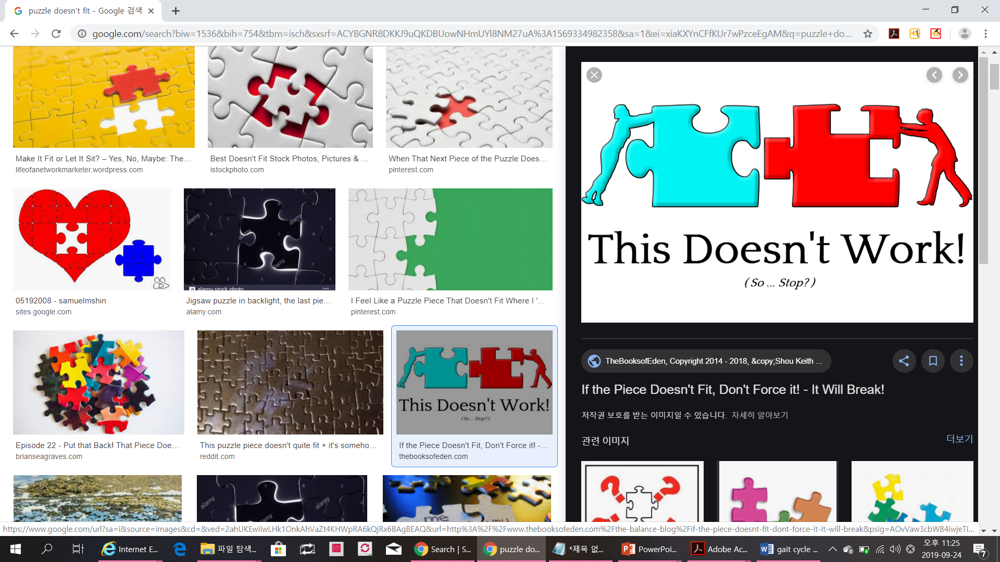 puzzle doesn't fit - Google 검색
google.com/search?biw=1536&bih=754&tbm=isch&sxsrf=ACYBGNR8DKKJ9uQKDBUowNHmUYl8NM27uA%3A1569334982358&sa=1&ei=xiaKXYnCFfKUr7wPzceEgAM&q=puzzle+do...
This Doesn't Work!
( So ... Stop? )
Make It Fit or Let It Sit? – Yes, No, Maybe: The...
lifeofanetworkmarketer.wordpress.com
Best Doesn't Fit Stock Photos, Pictures & ...
istockphoto.com
When That Next Piece of the Puzzle Does...
pinterest.com
alamy
alamy
alamy
a alamy stock photo
05192008 - samuelmshin
sites.google.com
Jigsaw puzzle in backlight, the last pie...
alamy.com
I Feel Like a Puzzle Piece That Doesn't Fit Where I '...
pinterest.com
This Doesn't Work!
( So ... Stop? )
Episode 22 - Put that Back! That Piece Doe...
brianseagraves.com
This puzzle piece doesn't quite fit + it's someho...
reddit.com
If the Piece Doesn't Fit, Don't Force it! -...
thebooksofeden.com
alamy
alamy
alamy
me
TheBooksofEden, Copyright 2014 - 2018, &copy;Shou Keith ...
If the Piece Doesn't Fit, Don't Force it! - It Will Break!
저작권 보호를 받는 이미지일 수 있습니다. 자세히 알아보기
관련 이미지
더보기
? ?
https://www.google.com/url?sa=i&source=images&cd=&ved=2ahUKEwiIwLHk1OnkAhVaZt4KHWpRA6kQjRx6BAgBEAQ&url=http%3A%2F%2Fwww.thebooksofeden.com%2Fthe-balance-blog%2Fif-the-piece-doesnt-fit-dont-force-it-it-will-break&psig=AOvVaw3cbWB4iwjeTI...
Internet E...
파일 탐색...
Search | S...
puzzle do...
*제목 없...
PowerPoi...
Adobe Ac...
gait cycle ...
오후 11:25
2019-09-24
7